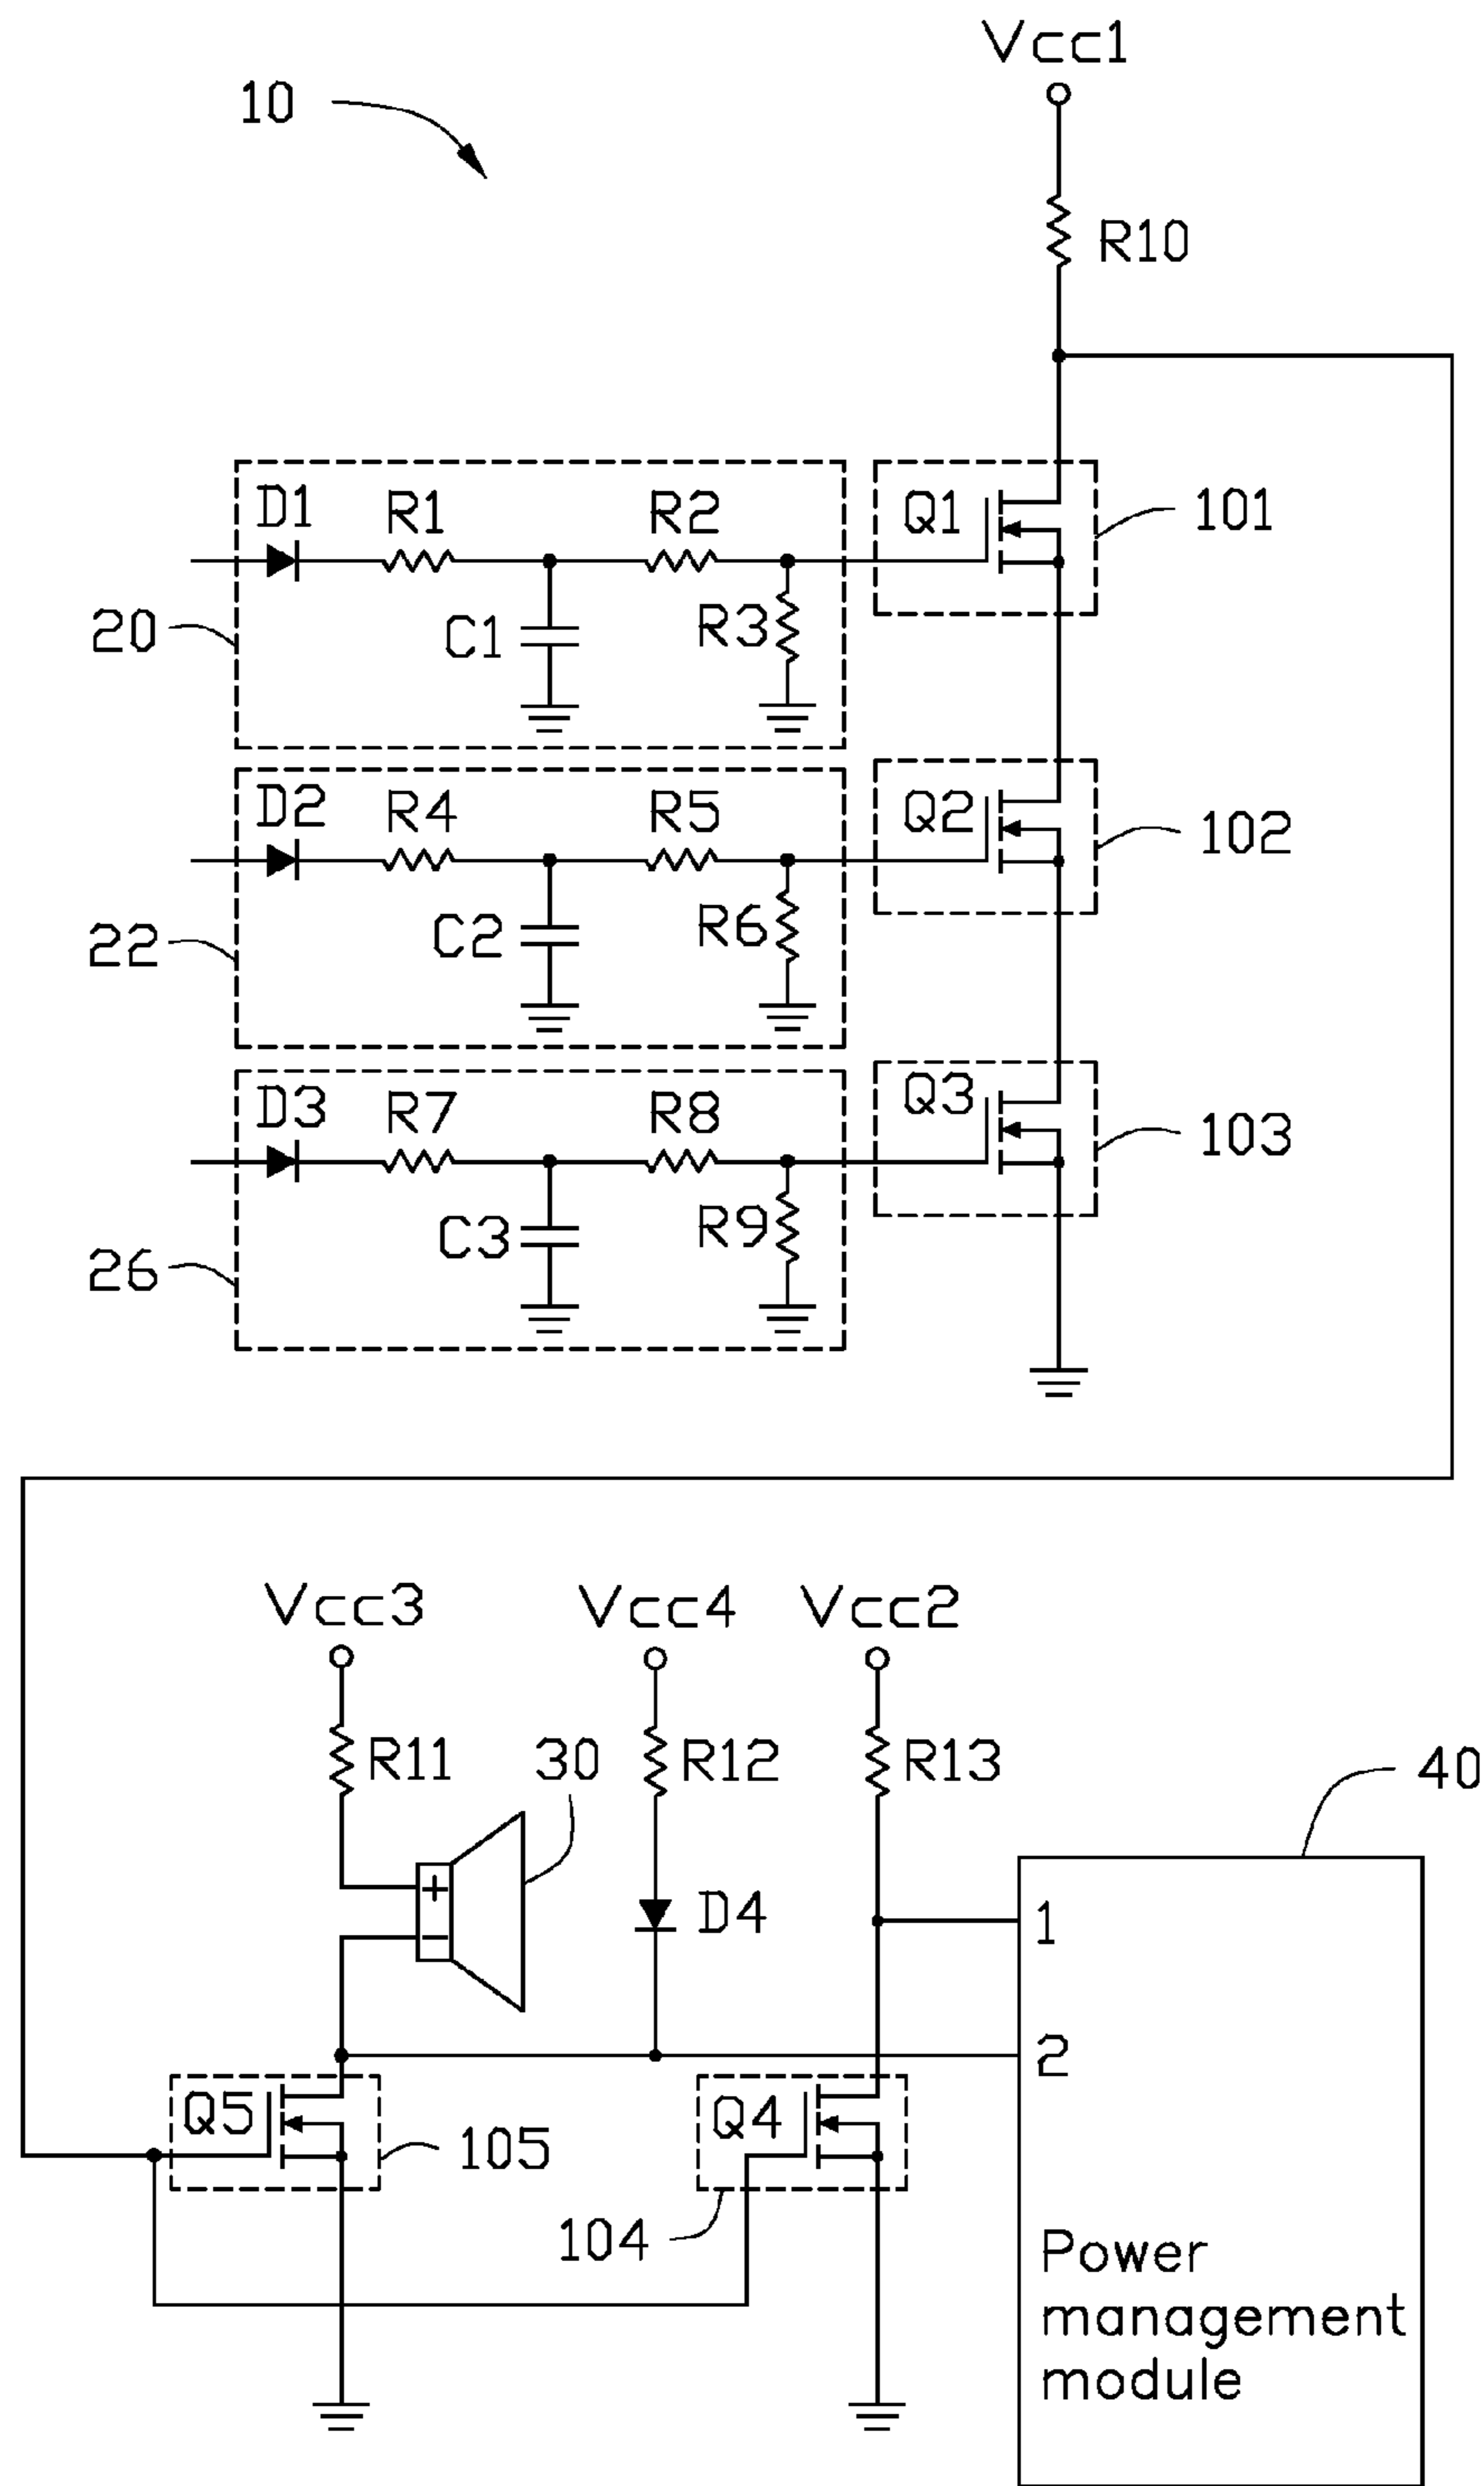 Vcc1
10
R10
D1 R1 R2 Q1 101
20 C1 R3
D2 R4 R5 Q2 102
22 C2 R6
D3 R7 R8 Q3 103
26 C3 R9
Vcc3 Vcc4 Vcc2
R11 30 R12 R13 40
+ D4 1
−
2
Q5 105 Q4
104
Power
management
module